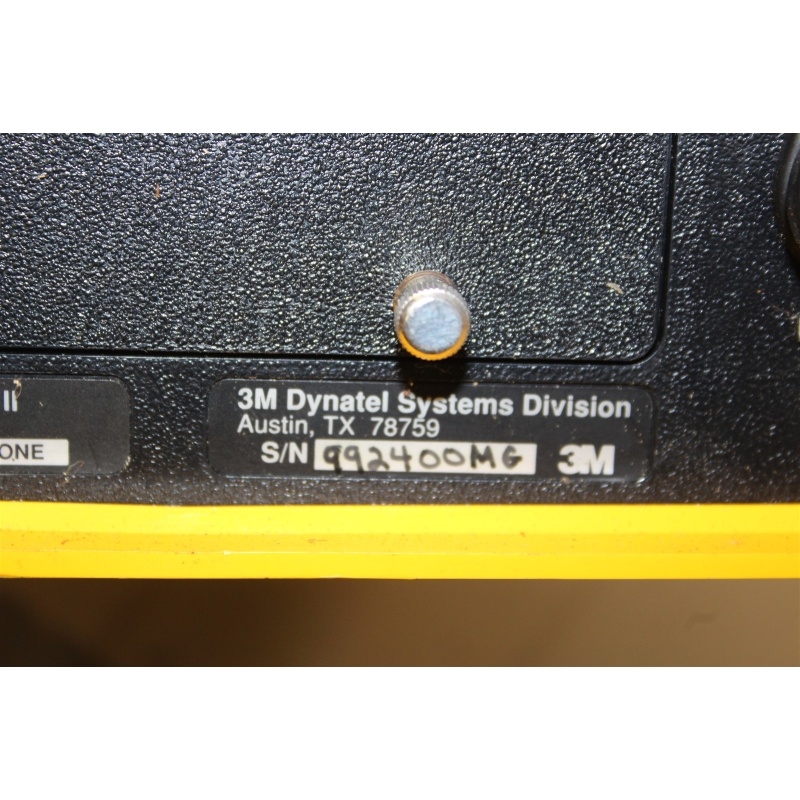 II
ONE
3M Dynatel Systems Division
Austin, TX 78759
S/N 992400MG 3M